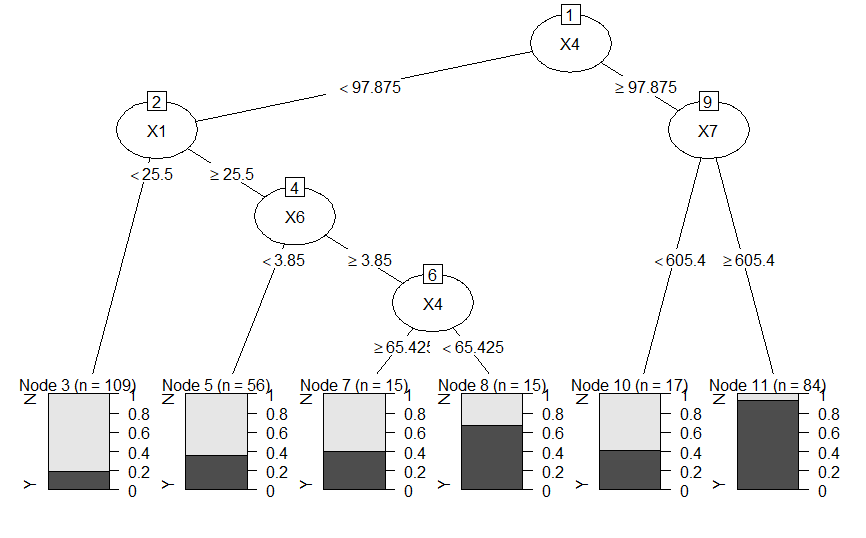 1
X4
< 97.875
≥ 97.875
2
X1
9
X7
< 25.5
≥ 25.5
4
X6
< 3.85
≥ 3.85
< 605.4
≥ 605.4
6
X4
≥ 65.425
< 65.425
Node 3 (n = 109)
Node 5 (n = 56)
Node 7 (n = 15)
Node 8 (n = 15)
Node 10 (n = 17)
Node 11 (n = 84)
N
Y
1
0.8
0.6
0.4
0.2
0
N
Y
1
0.8
0.6
0.4
0.2
0
N
Y
1
0.8
0.6
0.4
0.2
0
N
Y
1
0.8
0.6
0.4
0.2
0
N
Y
1
0.8
0.6
0.4
0.2
0
N
Y
1
0.8
0.6
0.4
0.2
0